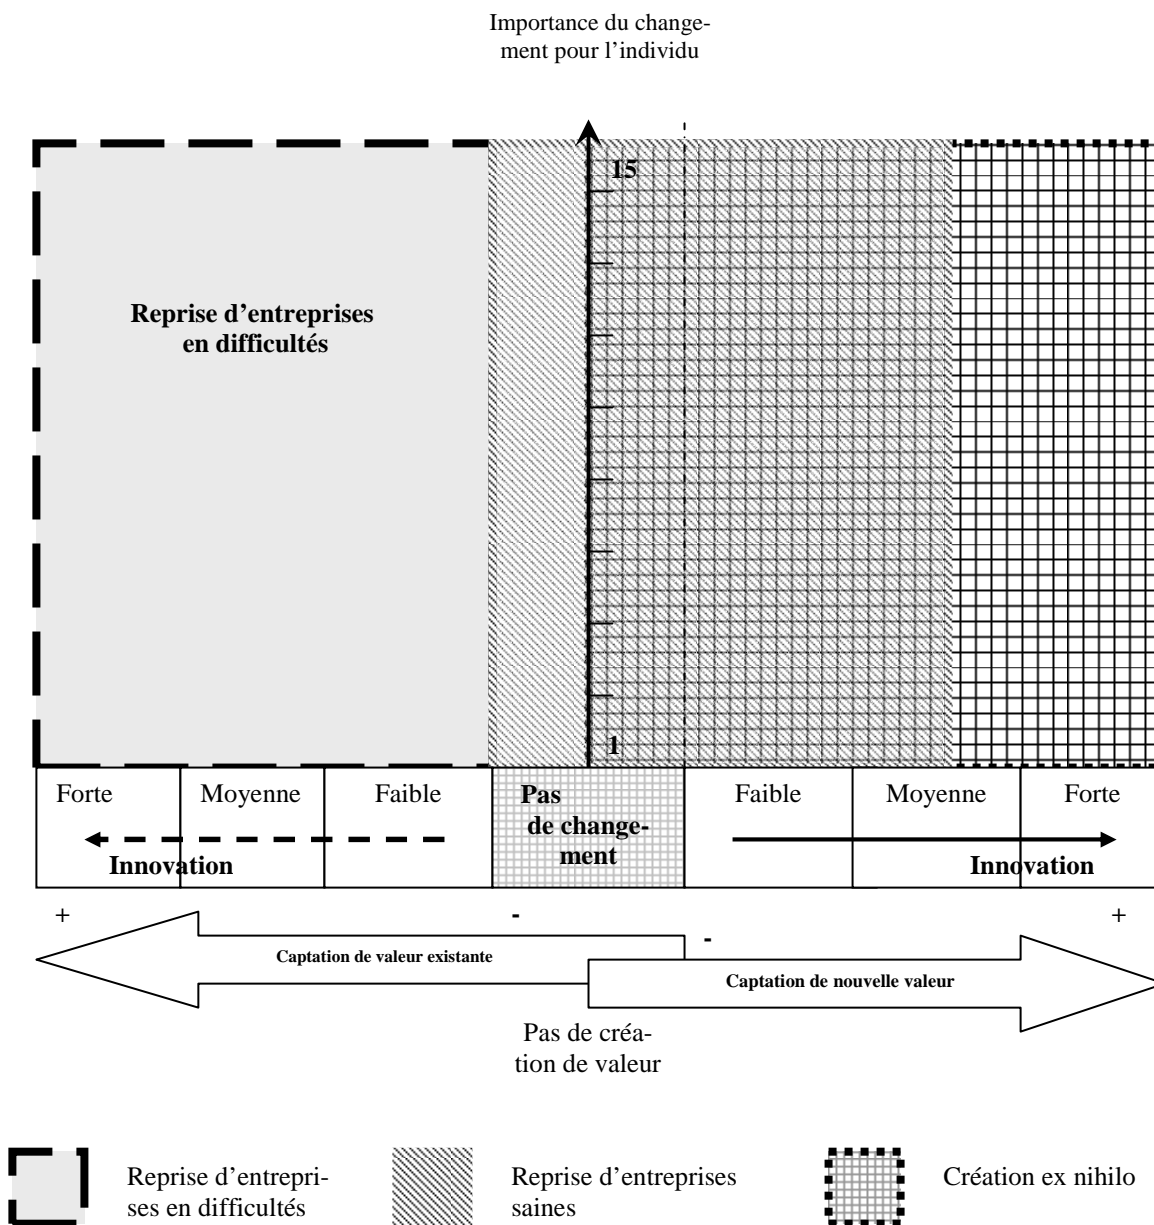 Importance du change-
ment pour l’individu
15
Reprise d’entreprises
en difficultés
1
Forte
Moyenne
Faible
Pas
de change-
ment
Faible
Moyenne
Forte
Innovation
Innovation
+
-
-
+
Captation de valeur existante
Captation de nouvelle valeur
Pas de créa-
tion de valeur
Reprise d’entrepri-
ses en difficultés
Reprise d’entreprises
saines
Création ex nihilo